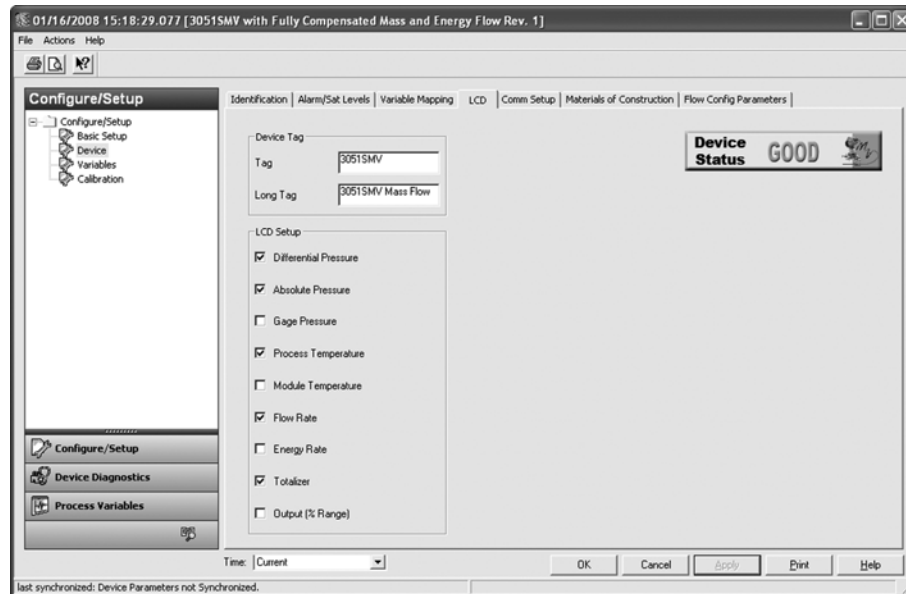 01/16/2008 15:18:29.077 [3051SMV with Fully Compensated Mass and Energy Flow Rev. 1]
File Actions Help
Configure/Setup
Configure/Setup
Basic Setup
Device
Variables
Calibration
Configure/Setup
Device Diagnostics
Process Variables
Identification Alarm/Sat Levels Variable Mapping LCD Comm Setup Materials of Construction Flow Config Parameters
Device Tag
Tag 3051SMV
Long Tag 3051SMV Mass Flow
Device Status GOOD
LCD Setup
Differential Pressure
Absolute Pressure
Gage Pressure
Process Temperature
Module Temperature
Flow Rate
Energy Rate
Totalizer
Output (% Range)
Time: Current
OK Cancel Apply Print Help
last synchronized: Device Parameters not Synchronized.